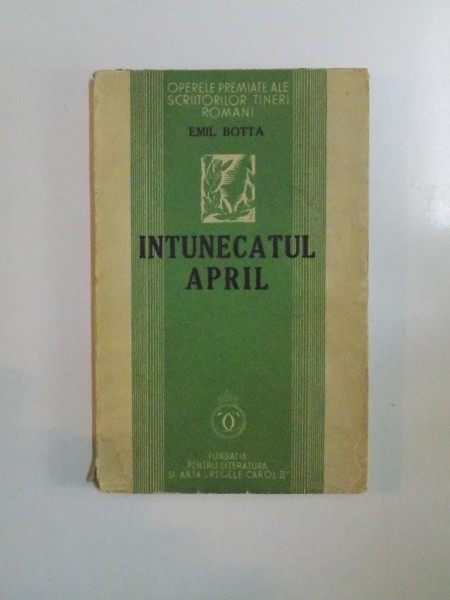 OPERELE PREMIATE ALE
SCRIITORILOR TINERI
ROMANI
EMIL BOTTA
INTUNECATUL
APRIL
FUNDATIA
PENTRU LITERATURA
SI ARTA „REGELE CAROL II"